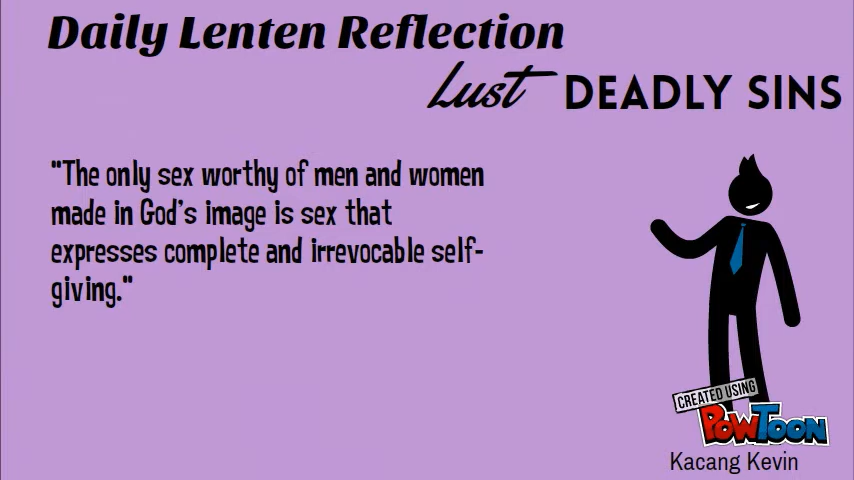 Daily Lenten Reflection
Lust DEADLY SINS
"The only sex worthy of men and women
made in God's image is sex that
expresses complete and irrevocable self-
giving."
CREATED USING
POWTOON
Kacang Kevin